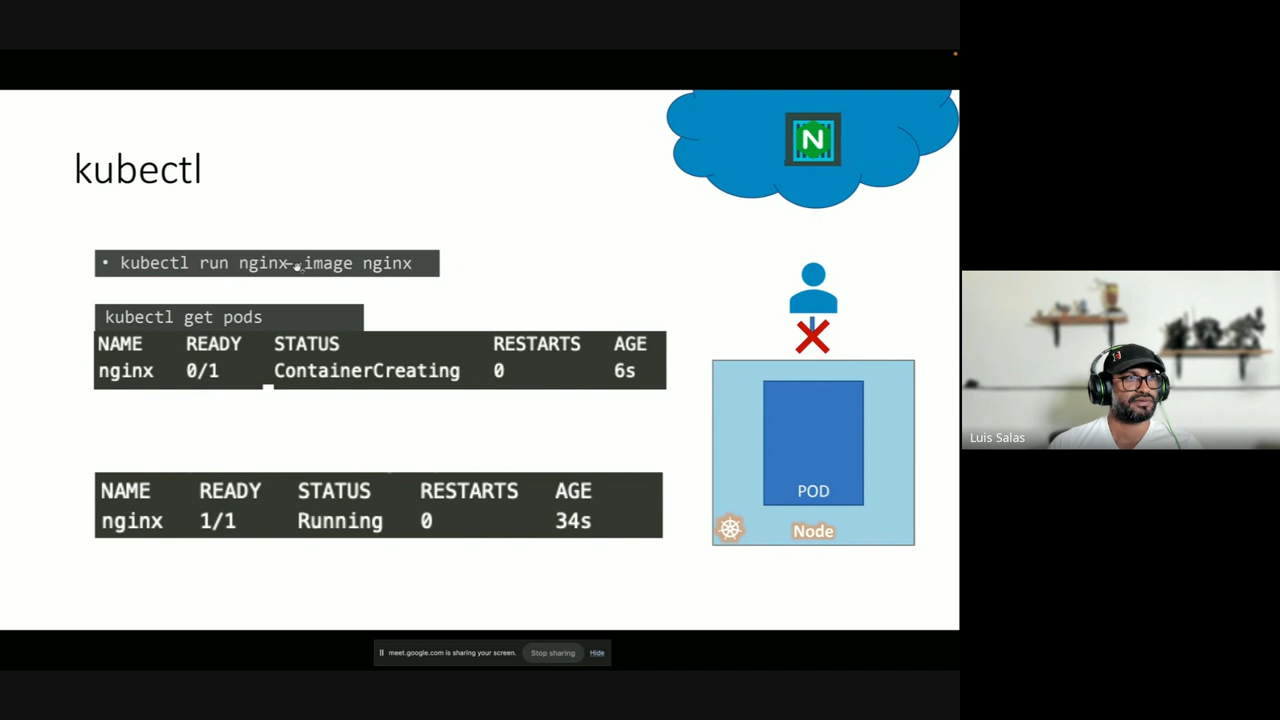 kubectl
• kubectl run nginx--image nginx
kubectl get pods
NAME READY STATUS RESTARTS AGE
nginx 0/1 ContainerCreating 0 6s
NAME READY STATUS RESTARTS AGE
nginx 1/1 Running 0 34s
N
POD
Node
Luis Salas
meet.google.com is sharing your screen. Stop sharing Hide